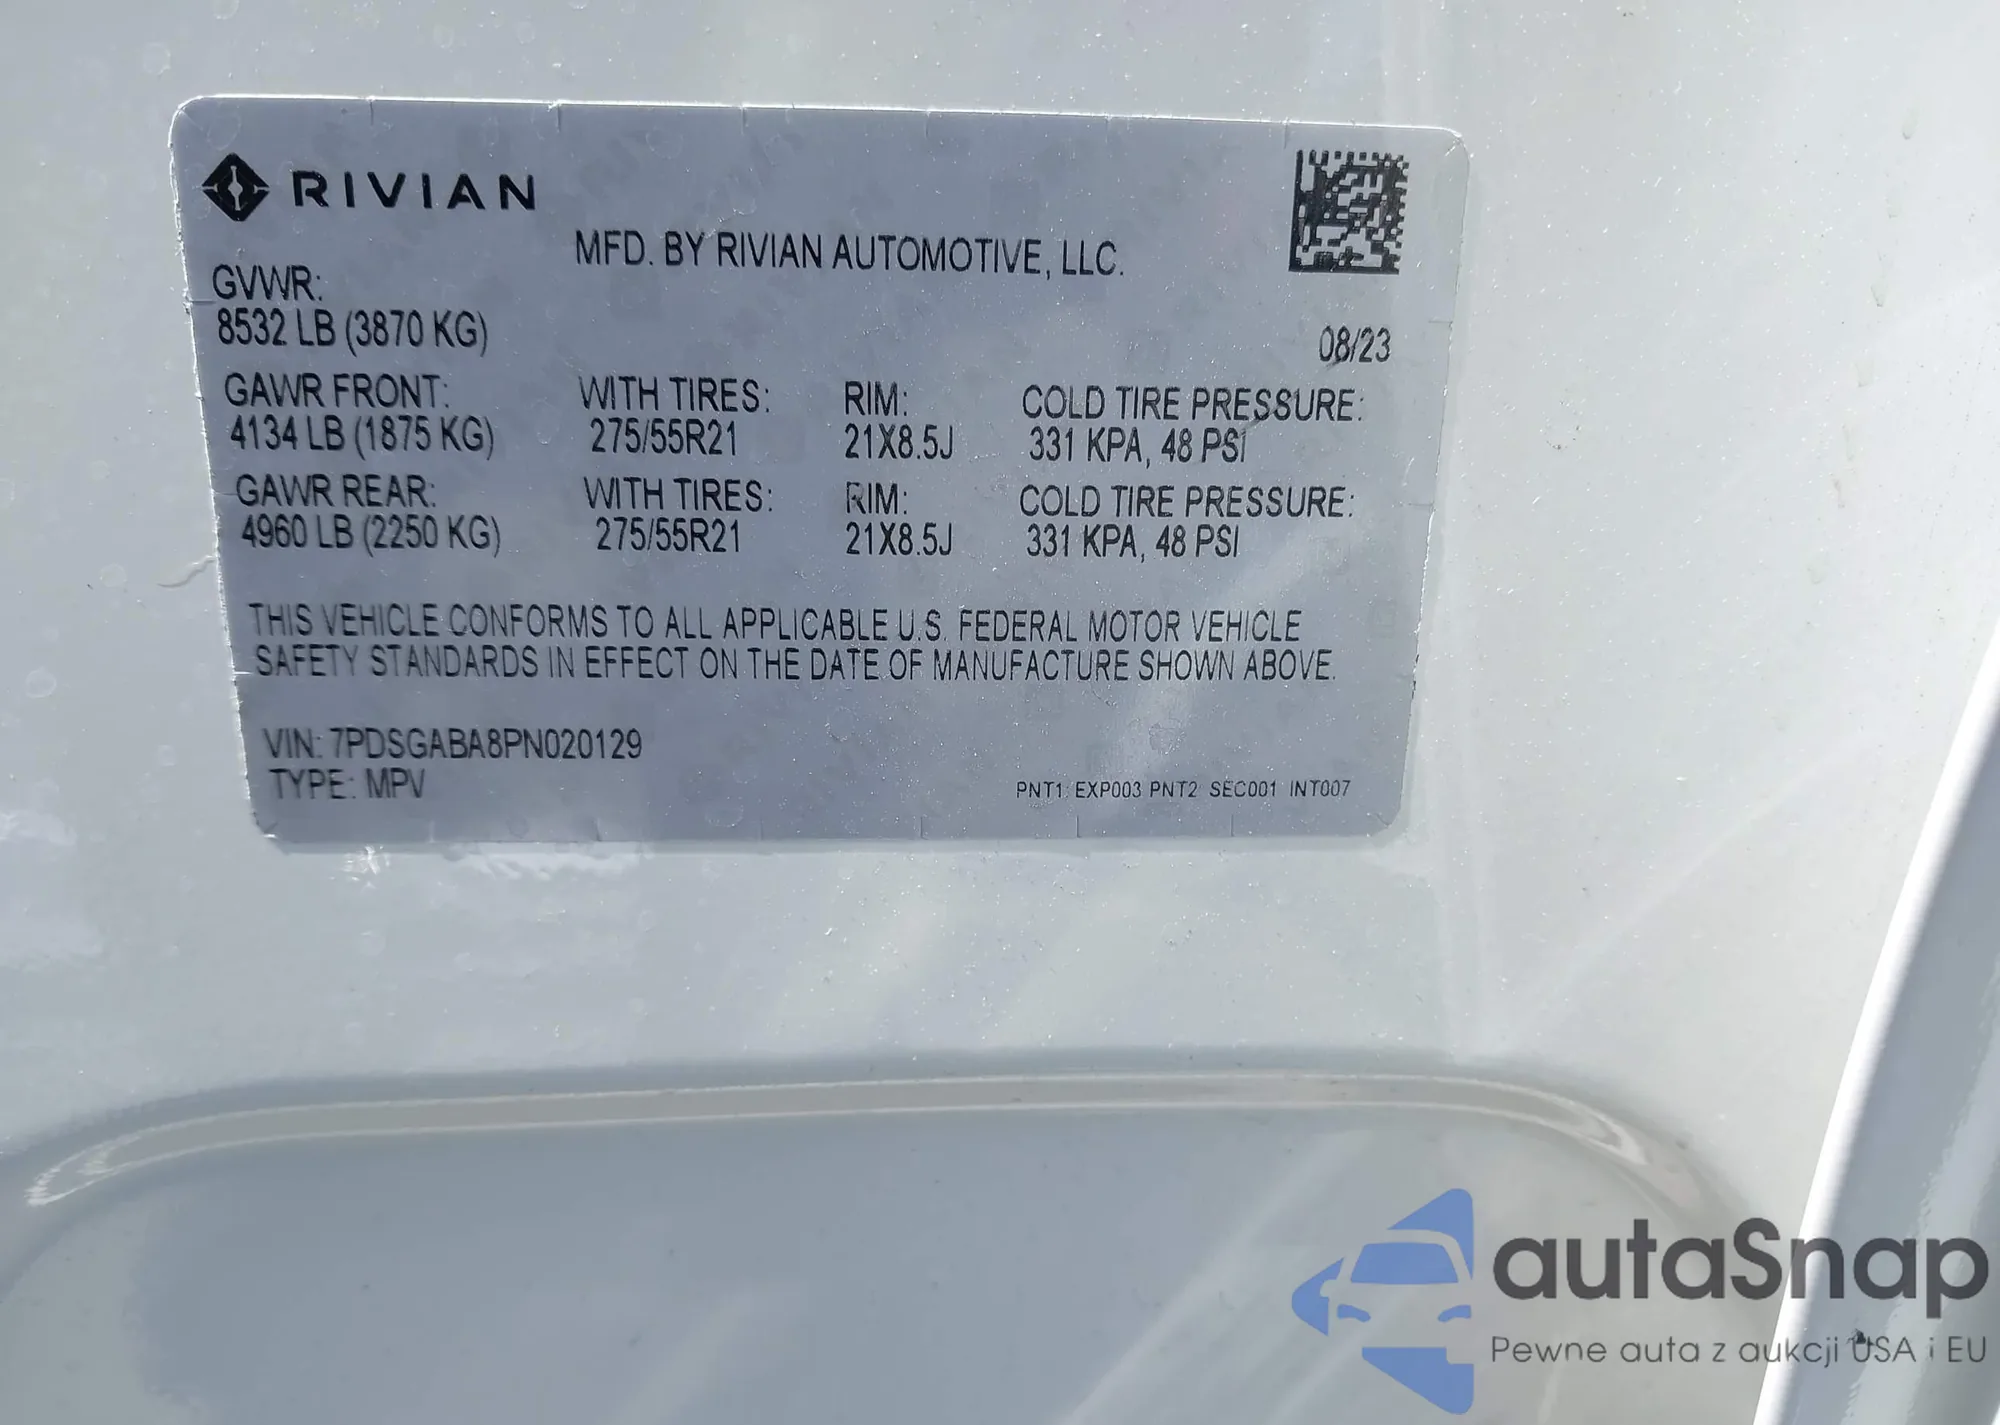 RIVIAN
MFD. BY RIVIAN AUTOMOTIVE, LLC.
GVWR:
8532 LB (3870 KG)
08/23
GAWR FRONT: WITH TIRES: RIM: COLD TIRE PRESSURE:
4134 LB (1875 KG) 275/55R21 21X8.5J 331 KPA, 48 PSI
GAWR REAR: WITH TIRES: RIM: COLD TIRE PRESSURE:
4960 LB (2250 KG) 275/55R21 21X8.5J 331 KPA, 48 PSI
THIS VEHICLE CONFORMS TO ALL APPLICABLE U.S. FEDERAL MOTOR VEHICLE
SAFETY STANDARDS IN EFFECT ON THE DATE OF MANUFACTURE SHOWN ABOVE.
VIN: 7PDSGABA8PN020129
TYPE: MPV
PNT1: EXP003 PNT2 SEC001 INT007
autaSnap
Pewne auta z aukcji USA i EU